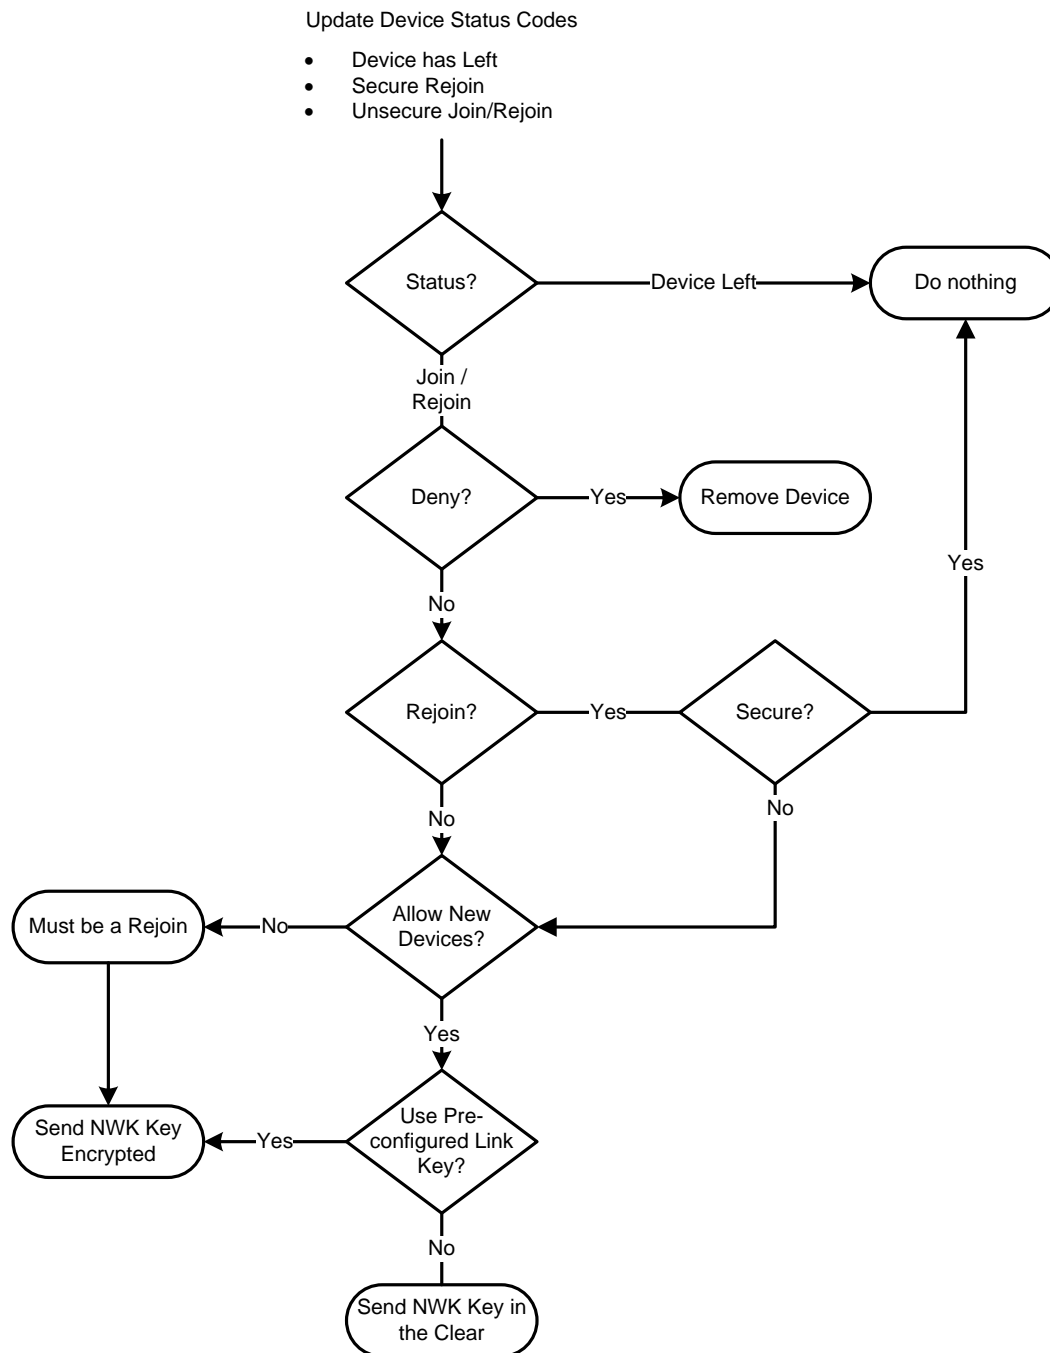 Update Device Status Codes
• Device has Left
• Secure Rejoin
• Unsecure Join/Rejoin
Status?
Device Left
Do nothing
Join /
Rejoin
Deny?
Yes
Remove Device
Yes
No
Rejoin?
Yes
Secure?
No
No
Allow New
Devices?
No
Must be a Rejoin
Yes
Use Pre-
configured Link
Key?
Yes
Send NWK Key
Encrypted
No
Send NWK Key in
the Clear